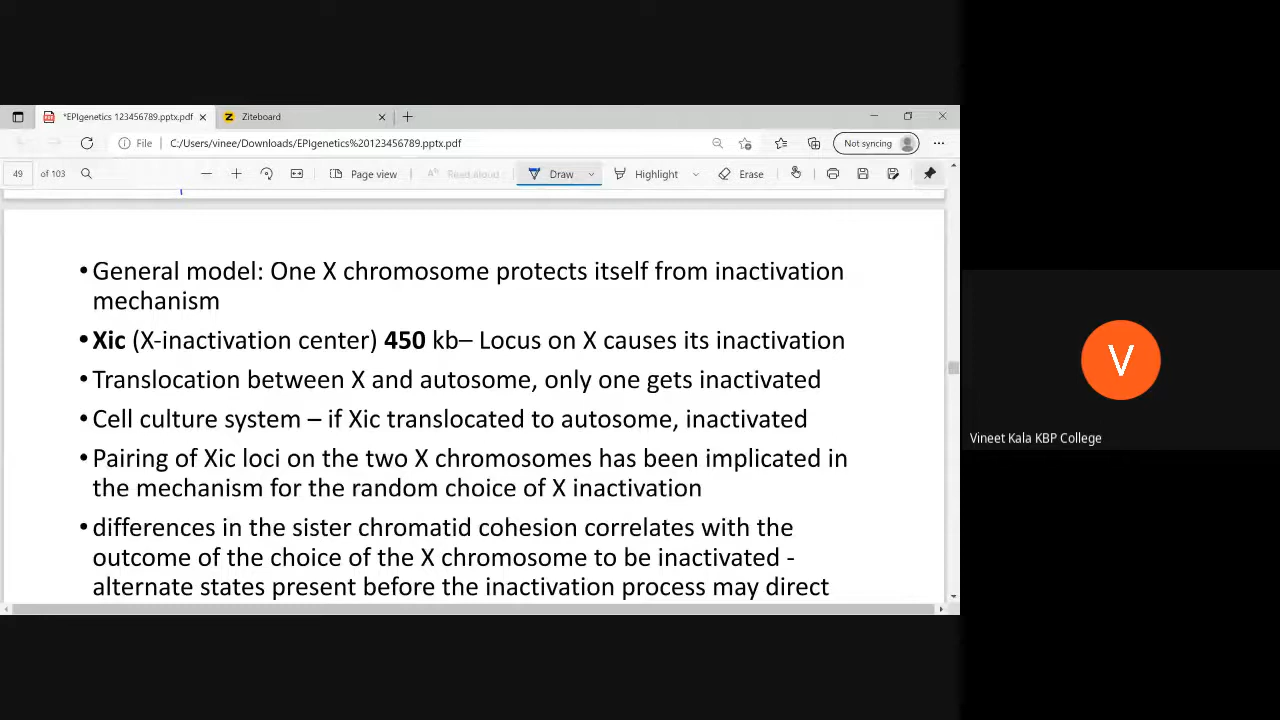 *EPIgenetics 123456789.pptx.pdf
Ziteboard
File
C:/Users/vinee/Downloads/EPIgenetics%20123456789.pptx.pdf
Not syncing
49 of 103
Page view
Read aloud
Draw
Highlight
Erase
• General model: One X chromosome protects itself from inactivation
mechanism
• Xic (X-inactivation center) 450 kb– Locus on X causes its inactivation
• Translocation between X and autosome, only one gets inactivated
• Cell culture system – if Xic translocated to autosome, inactivated
• Pairing of Xic loci on the two X chromosomes has been implicated in
the mechanism for the random choice of X inactivation
• differences in the sister chromatid cohesion correlates with the
outcome of the choice of the X chromosome to be inactivated -
alternate states present before the inactivation process may direct
V
Vineet Kala KBP College